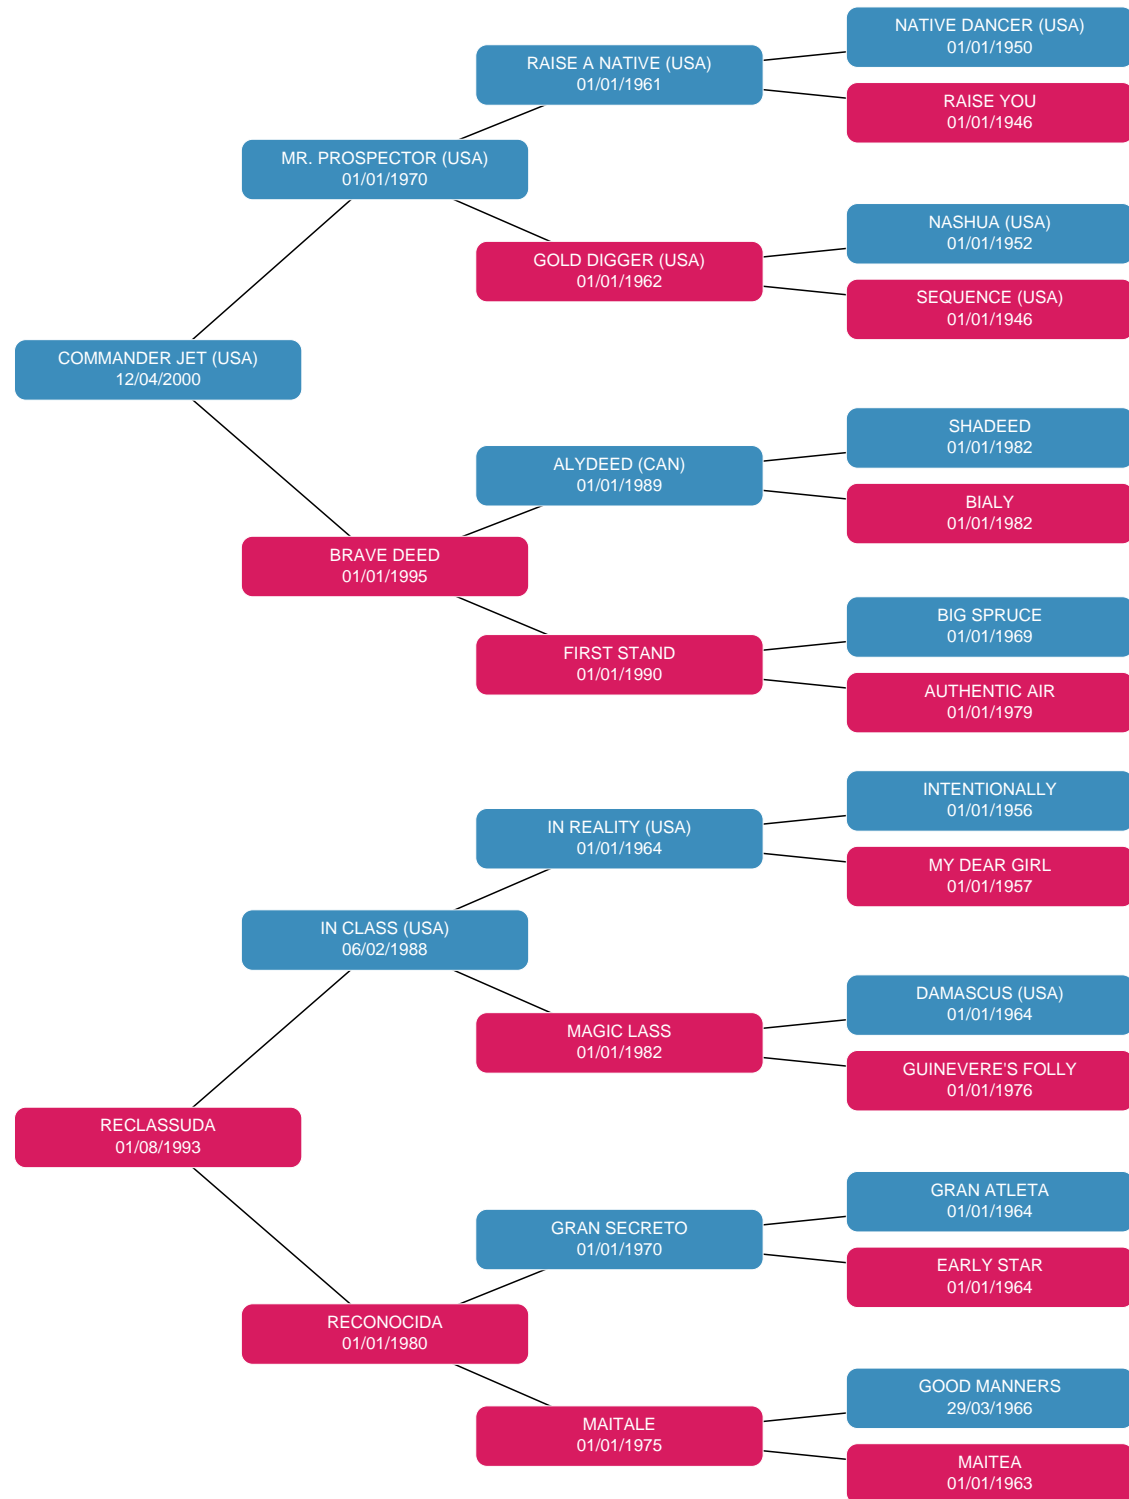 NATIVE DANCER (USA)
01/01/1950
RAISE A NATIVE (USA)
01/01/1961
RAISE YOU
01/01/1946
MR. PROSPECTOR (USA)
01/01/1970
NASHUA (USA)
01/01/1952
GOLD DIGGER (USA)
01/01/1962
SEQUENCE (USA)
01/01/1946
COMMANDER JET (USA)
12/04/2000
SHADEED
01/01/1982
ALYDEED (CAN)
01/01/1989
BIALY
01/01/1982
BRAVE DEED
01/01/1995
BIG SPRUCE
01/01/1969
FIRST STAND
01/01/1990
AUTHENTIC AIR
01/01/1979
INTENTIONALLY
01/01/1956
IN REALITY (USA)
01/01/1964
MY DEAR GIRL
01/01/1957
IN CLASS (USA)
06/02/1988
DAMASCUS (USA)
01/01/1964
MAGIC LASS
01/01/1982
GUINEVERE'S FOLLY
01/01/1976
RECLASSUDA
01/08/1993
GRAN ATLETA
01/01/1964
GRAN SECRETO
01/01/1970
EARLY STAR
01/01/1964
RECONOCIDA
01/01/1980
GOOD MANNERS
29/03/1966
MAITALE
01/01/1975
MAITEA
01/01/1963